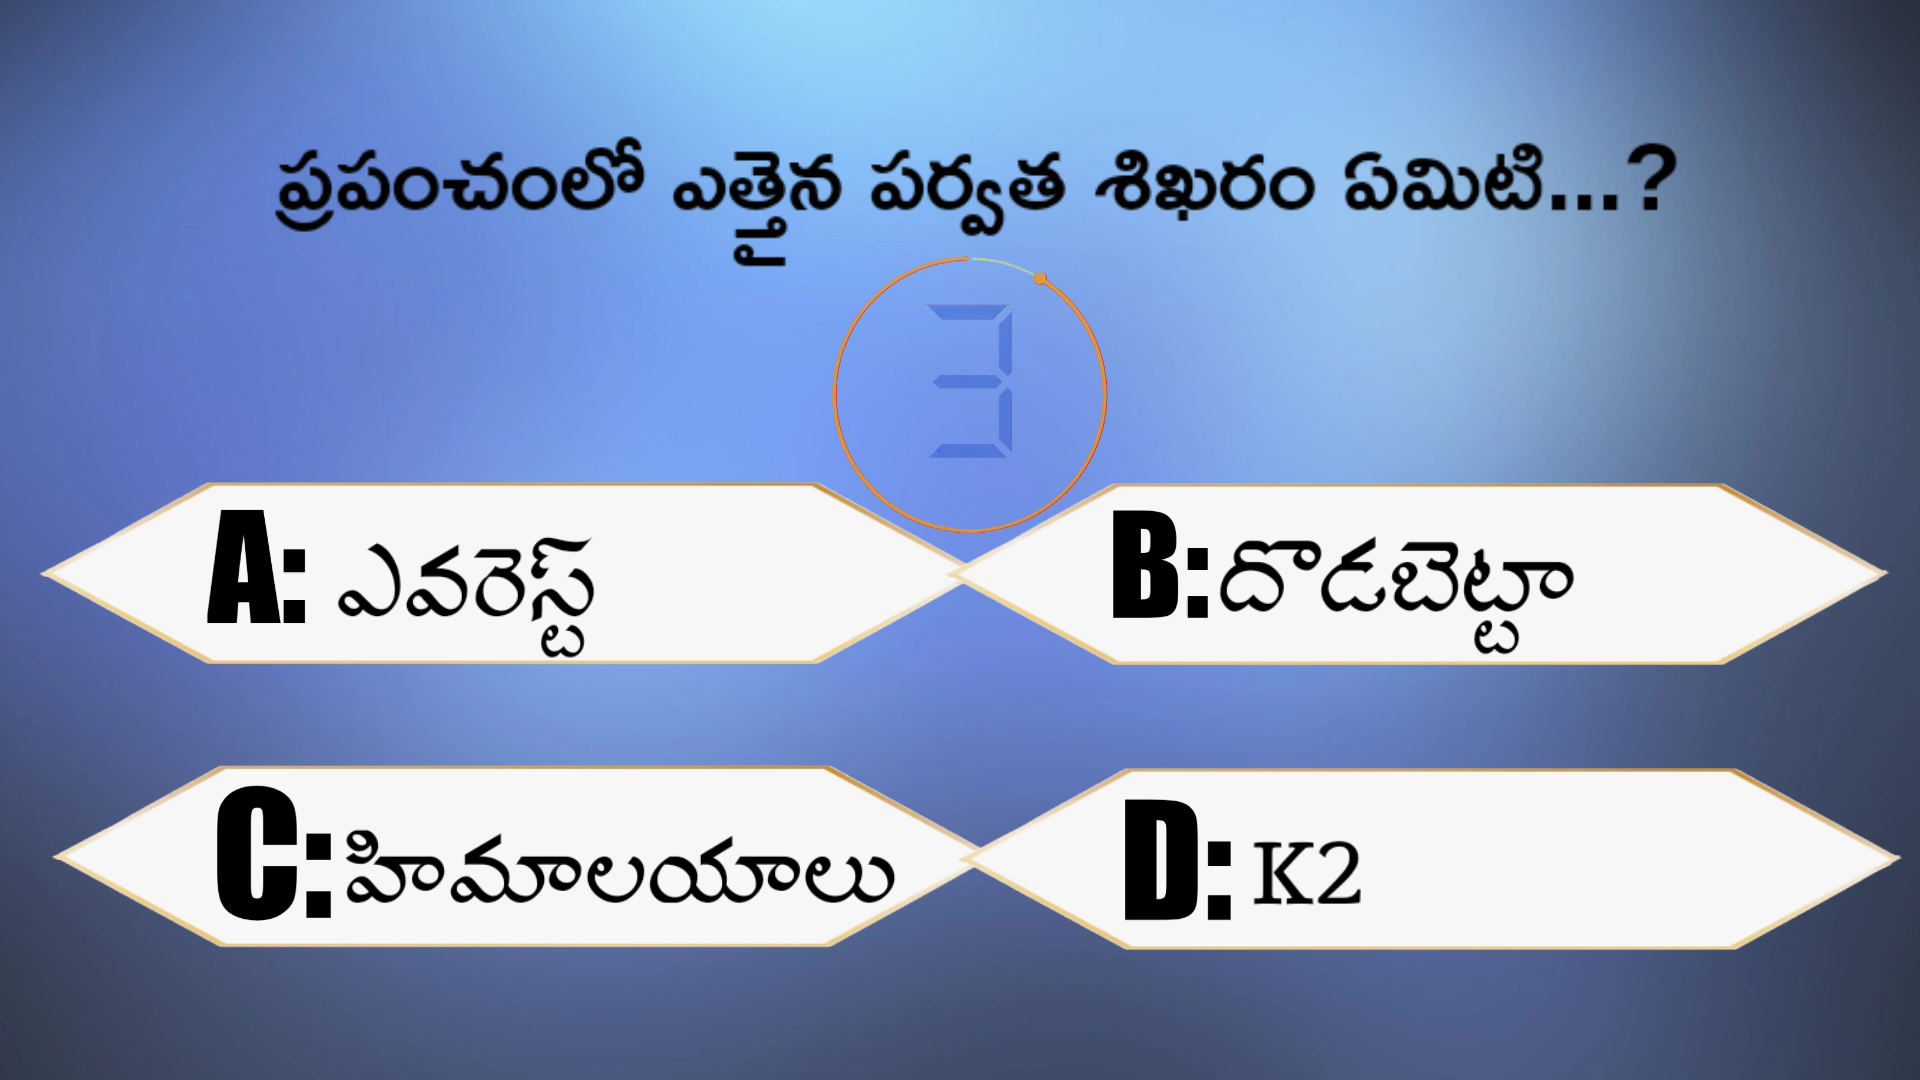 ప్రపంచంలో ఎత్తైన పర్వత శిఖరం ఏమిటి...?
3
A: ఎవరెస్ట్
B: దొడబెట్టా
C: హిమాలయాలు
D: K2